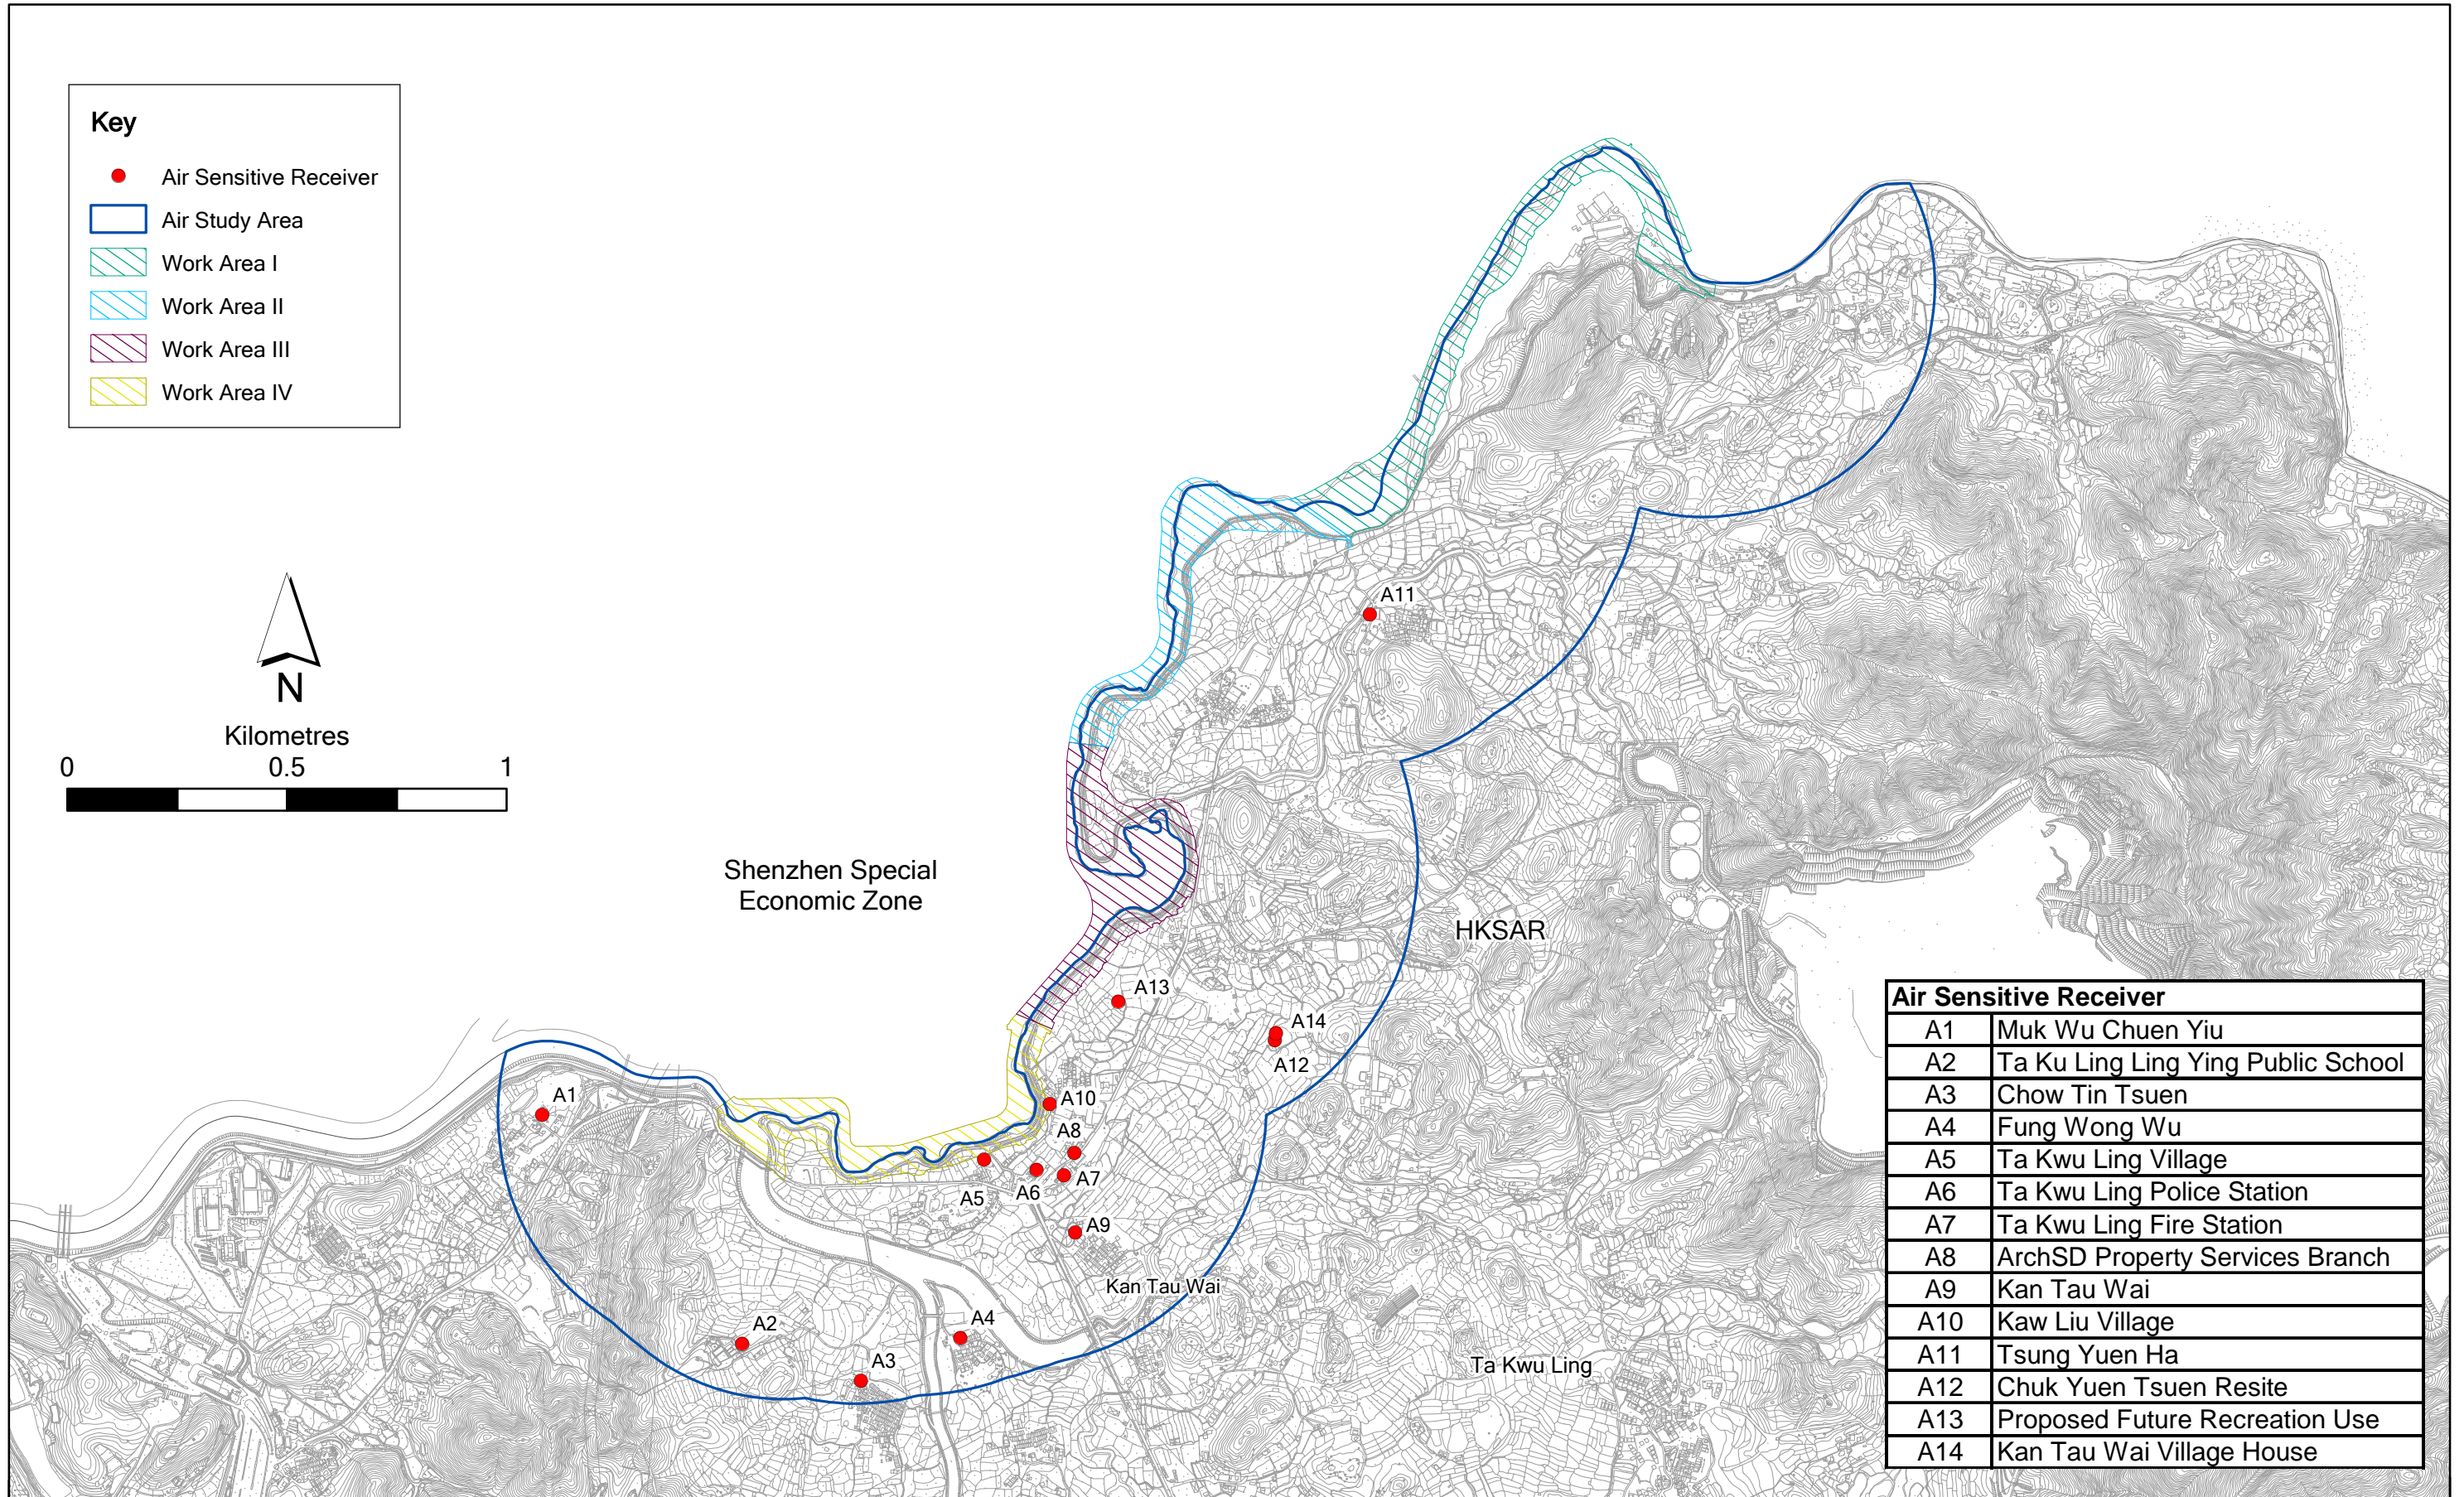 Key
Air Sensitive Receiver
Air Study Area
Work Area I
Work Area II
Work Area III
Work Area IV
N
Kilometres
0 0.5 1
A11
Shenzhen Special
Economic Zone
HKSAR
A13
A14
A12
A1
A10
A8
A7
A5
A6
A9
Kan Tau Wai
A2
A4
A3
Ta Kwu Ling
Air Sensitive Receiver
A1 Muk Wu Chuen Yiu
A2 Ta Ku Ling Ling Ying Public School
A3 Chow Tin Tsuen
A4 Fung Wong Wu
A5 Ta Kwu Ling Village
A6 Ta Kwu Ling Police Station
A7 Ta Kwu Ling Fire Station
A8 ArchSD Property Services Branch
A9 Kan Tau Wai
A10 Kaw Liu Village
A11 Tsung Yuen Ha
A12 Chuk Yuen Tsuen Resite
A13 Proposed Future Recreation Use
A14 Kan Tau Wai Village House